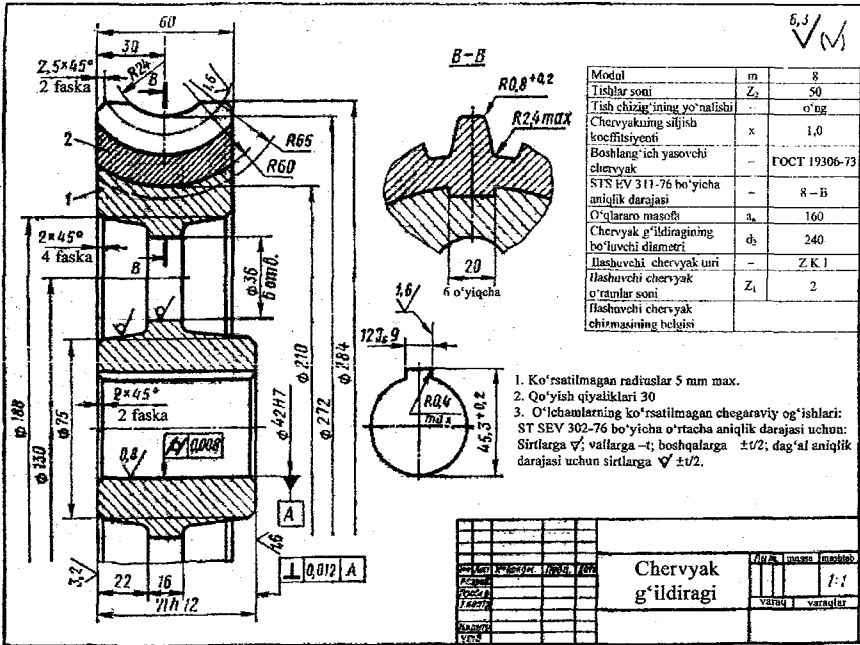 60
30
2,5×45°
2 faska
R24
В
1,6
R66
R60
2
1
2×45°
4 faska
В
ϕ36
6 отв.
ϕ188
ϕ130
ϕ75
2×45°
2 faska
0,8
0,008
ϕ42H7
ϕ210
ϕ272
ϕ284
А
3,2
22
16
1,6
⊥ 0,012 А
В-В
R0,8+0,2
R2,4max
20
6 o‘yiqcha
1,6
12Js9
R0,4
max
45,3+0,2
6,3
Modul m 8
Tishlar soni Z₂ 50
Tish chizig‘ining yo‘nalishi – o‘ng
Chervyakning siljish
koeffitsiyenti x 1,0
Boshlang‘ich yasovchi
chervyak – ГОСТ 19306-73
STS EV 311-76 bo‘yicha
aniqlik darajasi – 8 – B
O‘qlararo masofa 160
Chervyak g‘ildiragining
bo‘luvchi diametri d₂ 240
Ilashuvchi chervyak turi – Z K 1
Ilashuvchi chervyak
o‘ramlar soni Z₁ 2
Ilashuvchi chervyak
chizmasining belgisi
1. Ko‘rsatilmagan radiuslar 5 mm max.
2. Qo‘yish qiyaliklari 30
3. O‘lchamlarning ko‘rsatilmagan chegaraviy og‘ishlari:
ST SEV 302-76 bo‘yicha o‘rtacha aniqlik darajasi uchun:
Sirtlarga ; vallarga –t; boshqalarga ±t/2; dag‘al aniqlik
darajasi uchun sirtlarga ±t/2.
Chervyak
g‘ildiragi
massa
mashtab
1:1
varaq
varaqlar